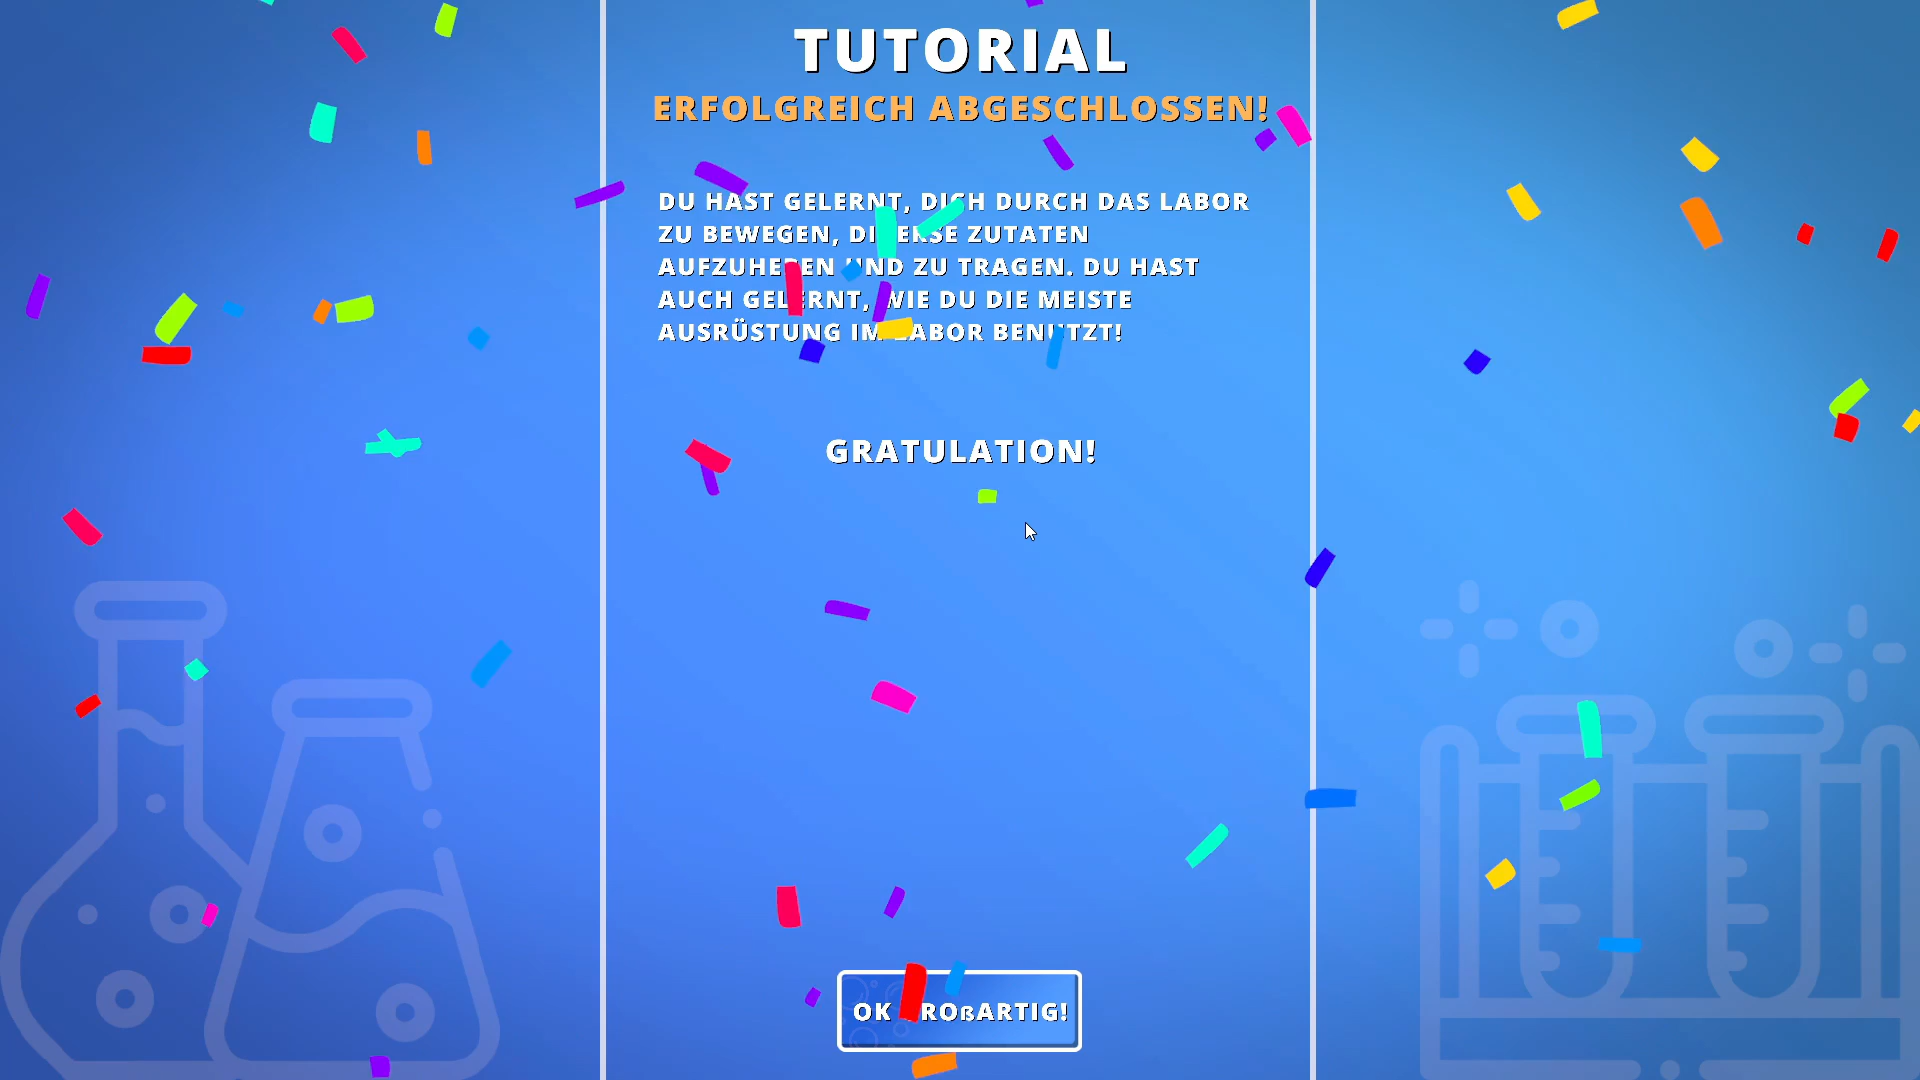 TUTORIAL
ERFOLGREICH ABGESCHLOSSEN!
DU HAST GELERNT, DICH DURCH DAS LABOR
ZU BEWEGEN, DIVERSE ZUTATEN
AUFZUHEBEN UND ZU TRAGEN. DU HAST
AUCH GELERNT, WIE DU DIE MEISTE
AUSRÜSTUNG IM LABOR BENUTZT!
GRATULATION!
OK GROßARTIG!